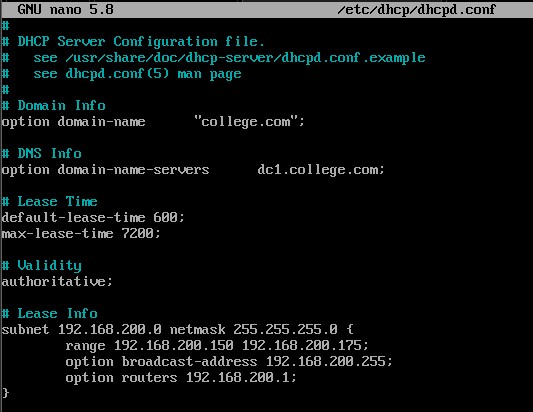 GNU nano 5.8 /etc/dhcp/dhcpd.conf
#
# DHCP Server Configuration file.
#   see /usr/share/doc/dhcp-server/dhcpd.conf.example
#   see dhcpd.conf(5) man page
#
# Domain Info
option domain-name      "college.com";
# DNS Info
option domain-name-servers      dc1.college.com;
# Lease Time
default-lease-time 600;
max-lease-time 7200;
# Validity
authoritative;
# Lease Info
subnet 192.168.200.0 netmask 255.255.255.0 {
        range 192.168.200.150 192.168.200.175;
        option broadcast-address 192.168.200.255;
        option routers 192.168.200.1;
}